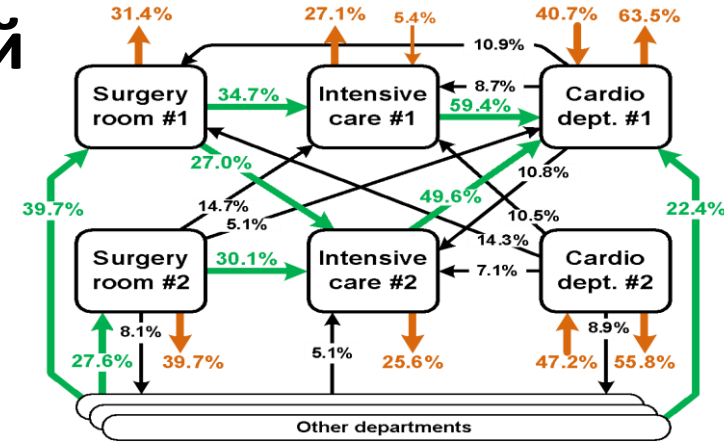 й
31.4%
27.1%
5.4%
40.7%
63.5%
10.9%
Surgery
room #1
34.7%
Intensive
care #1
8.7%
59.4%
Cardio
dept. #1
27.0%
10.8%
39.7%
14.7%
5.1%
49.6%
10.5%
22.4%
14.3%
Surgery
room #2
30.1%
Intensive
care #2
7.1%
Cardio
dept. #2
8.1%
8.9%
27.6%
39.7%
5.1%
25.6%
47.2%
55.8%
Other departments